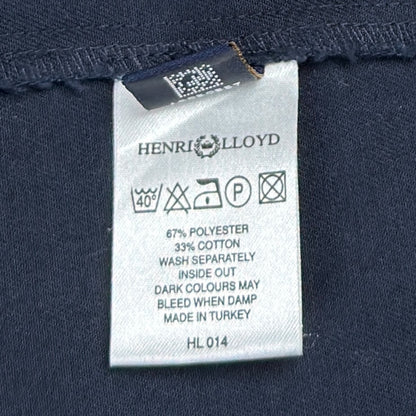 HENRI LLOYD
40°
P
67% POLYESTER
33% COTTON
WASH SEPARATELY
INSIDE OUT
DARK COLOURS MAY
BLEED WHEN DAMP
MADE IN TURKEY
HL 014